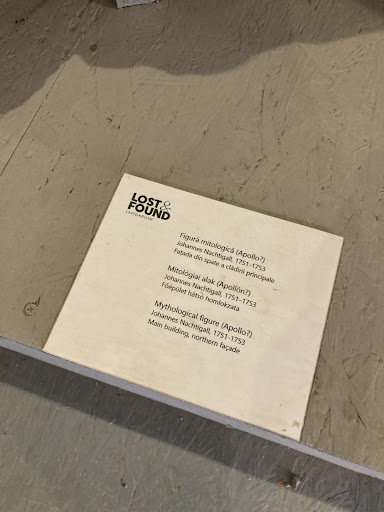 LOST &
FOUND
LAPIDARIUM
Figură mitologică (Apollo?)
Johannes Nachtigall, 1751-1753
Fațada din spate a clădirii principale
Mitológiai alak (Apollón?)
Johannes Nachtigall, 1751-1753
Főépület hátsó homlokzata
Mythological figure (Apollo?)
Johannes Nachtigall, 1751-1753
Main building, northern façade